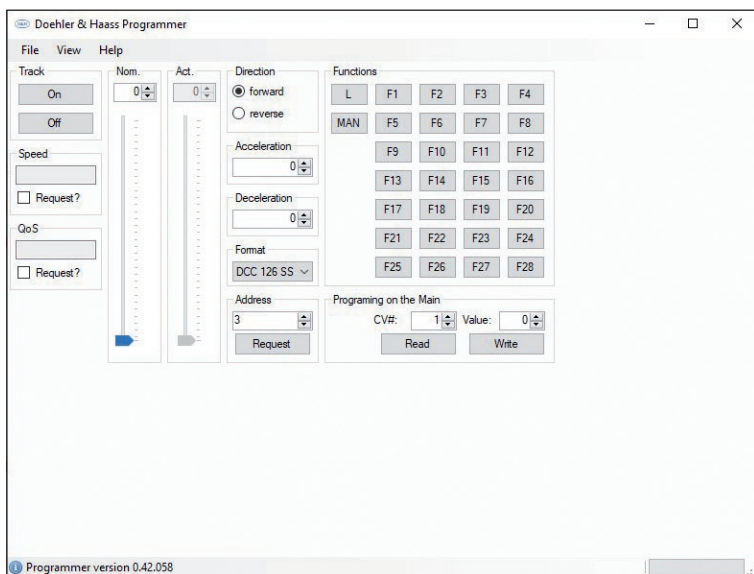 Doehler & Haass Programmer
File View Help
Track
On
Off
Speed
Request?
QoS
Request?
Nom.
0
Act.
0
Direction
forward
reverse
Acceleration
0
Deceleration
0
Format
DCC 126 SS
Address
3
Request
Functions
L F1 F2 F3 F4
MAN F5 F6 F7 F8
F9 F10 F11 F12
F13 F14 F15 F16
F17 F18 F19 F20
F21 F22 F23 F24
F25 F26 F27 F28
Programing on the Main
CV#: 1 Value: 0
Read Write
Programmer version 0.42.058